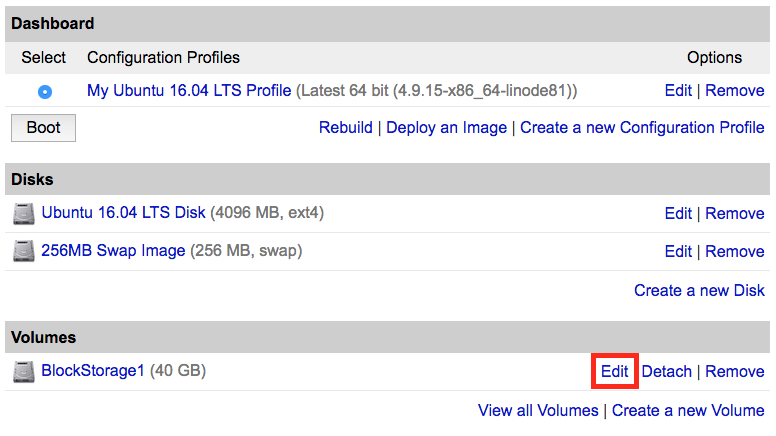 Dashboard
Select Configuration Profiles Options
My Ubuntu 16.04 LTS Profile (Latest 64 bit (4.9.15-x86_64-linode81)) Edit | Remove
Boot Rebuild | Deploy an Image | Create a new Configuration Profile
Disks
Ubuntu 16.04 LTS Disk (4096 MB, ext4) Edit | Remove
256MB Swap Image (256 MB, swap) Edit | Remove
Create a new Disk
Volumes
BlockStorage1 (40 GB) Edit Detach | Remove
View all Volumes | Create a new Volume